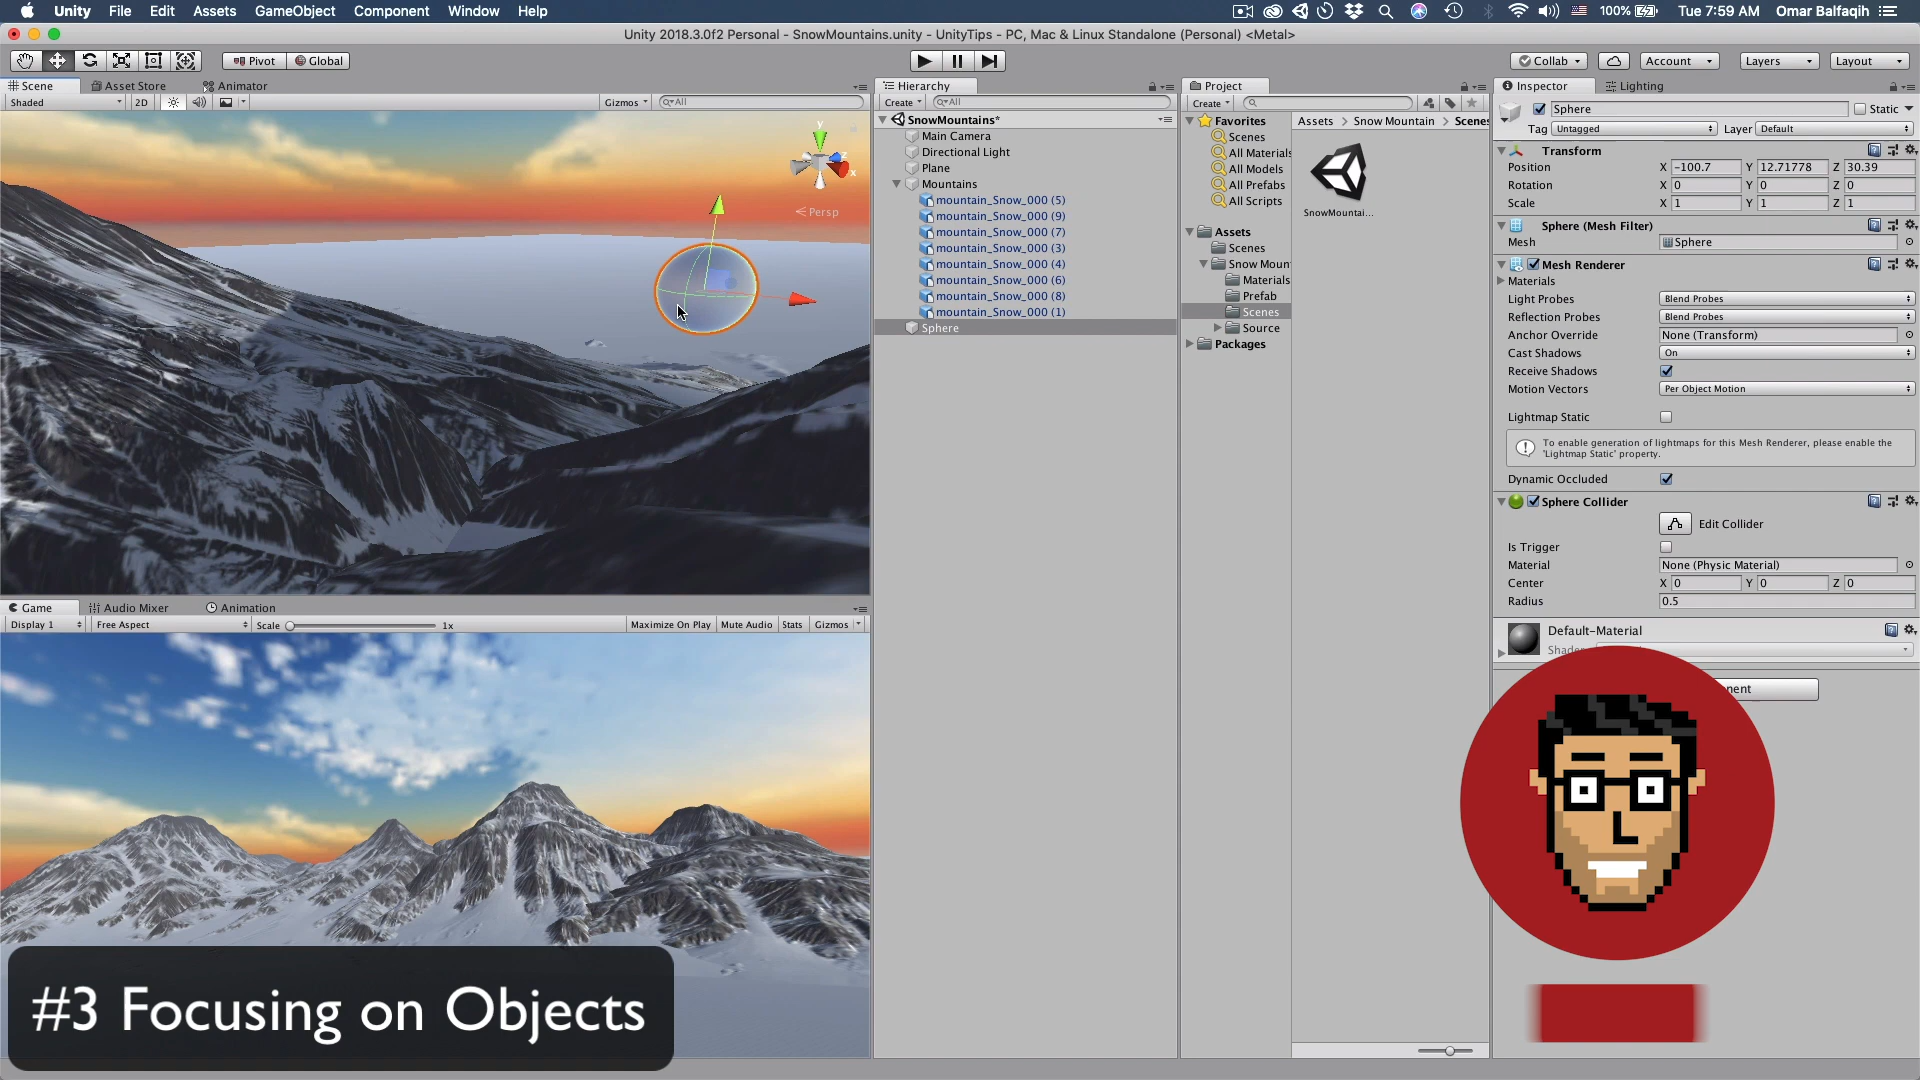 Unity File Edit Assets GameObject Component Window Help 100% Tue 7:59 AM Omar Balfaqih
Unity 2018.3.0f2 Personal - SnowMountains.unity - UnityTips - PC, Mac & Linux Standalone (Personal) <Metal>
Pivot Global Collab Account Layers Layout
Scene Asset Store Animator
Shaded 2D Gizmos All
y
z
x
Persp
Hierarchy
Create All
SnowMountains*
Main Camera
Directional Light
Plane
Mountains
mountain_Snow_000 (5)
mountain_Snow_000 (9)
mountain_Snow_000 (7)
mountain_Snow_000 (3)
mountain_Snow_000 (4)
mountain_Snow_000 (6)
mountain_Snow_000 (8)
mountain_Snow_000 (1)
Sphere
Project
Create
Favorites
Scenes
All Materials
All Models
All Prefabs
All Scripts
Assets
Scenes
Snow Moun
Materials
Prefab
Scenes
Source
Packages
Assets > Snow Mountain > Scenes
SnowMountai...
Inspector Lighting
Sphere Static
Tag Untagged Layer Default
Transform
Position X -100.7 Y 12.71778 Z 30.39
Rotation X 0 Y 0 Z 0
Scale X 1 Y 1 Z 1
Sphere (Mesh Filter)
Mesh Sphere
Mesh Renderer
Materials
Light Probes Blend Probes
Reflection Probes Blend Probes
Anchor Override None (Transform)
Cast Shadows On
Receive Shadows
Motion Vectors Per Object Motion
Lightmap Static
To enable generation of lightmaps for this Mesh Renderer, please enable the
'Lightmap Static' property.
Dynamic Occluded
Sphere Collider
Edit Collider
Is Trigger
Material None (Physic Material)
Center X 0 Y 0 Z 0
Radius 0.5
Default-Material
Shade
nent
Game Audio Mixer Animation
Display 1 Free Aspect Scale 1x Maximize On Play Mute Audio Stats Gizmos
#3 Focusing on Objects